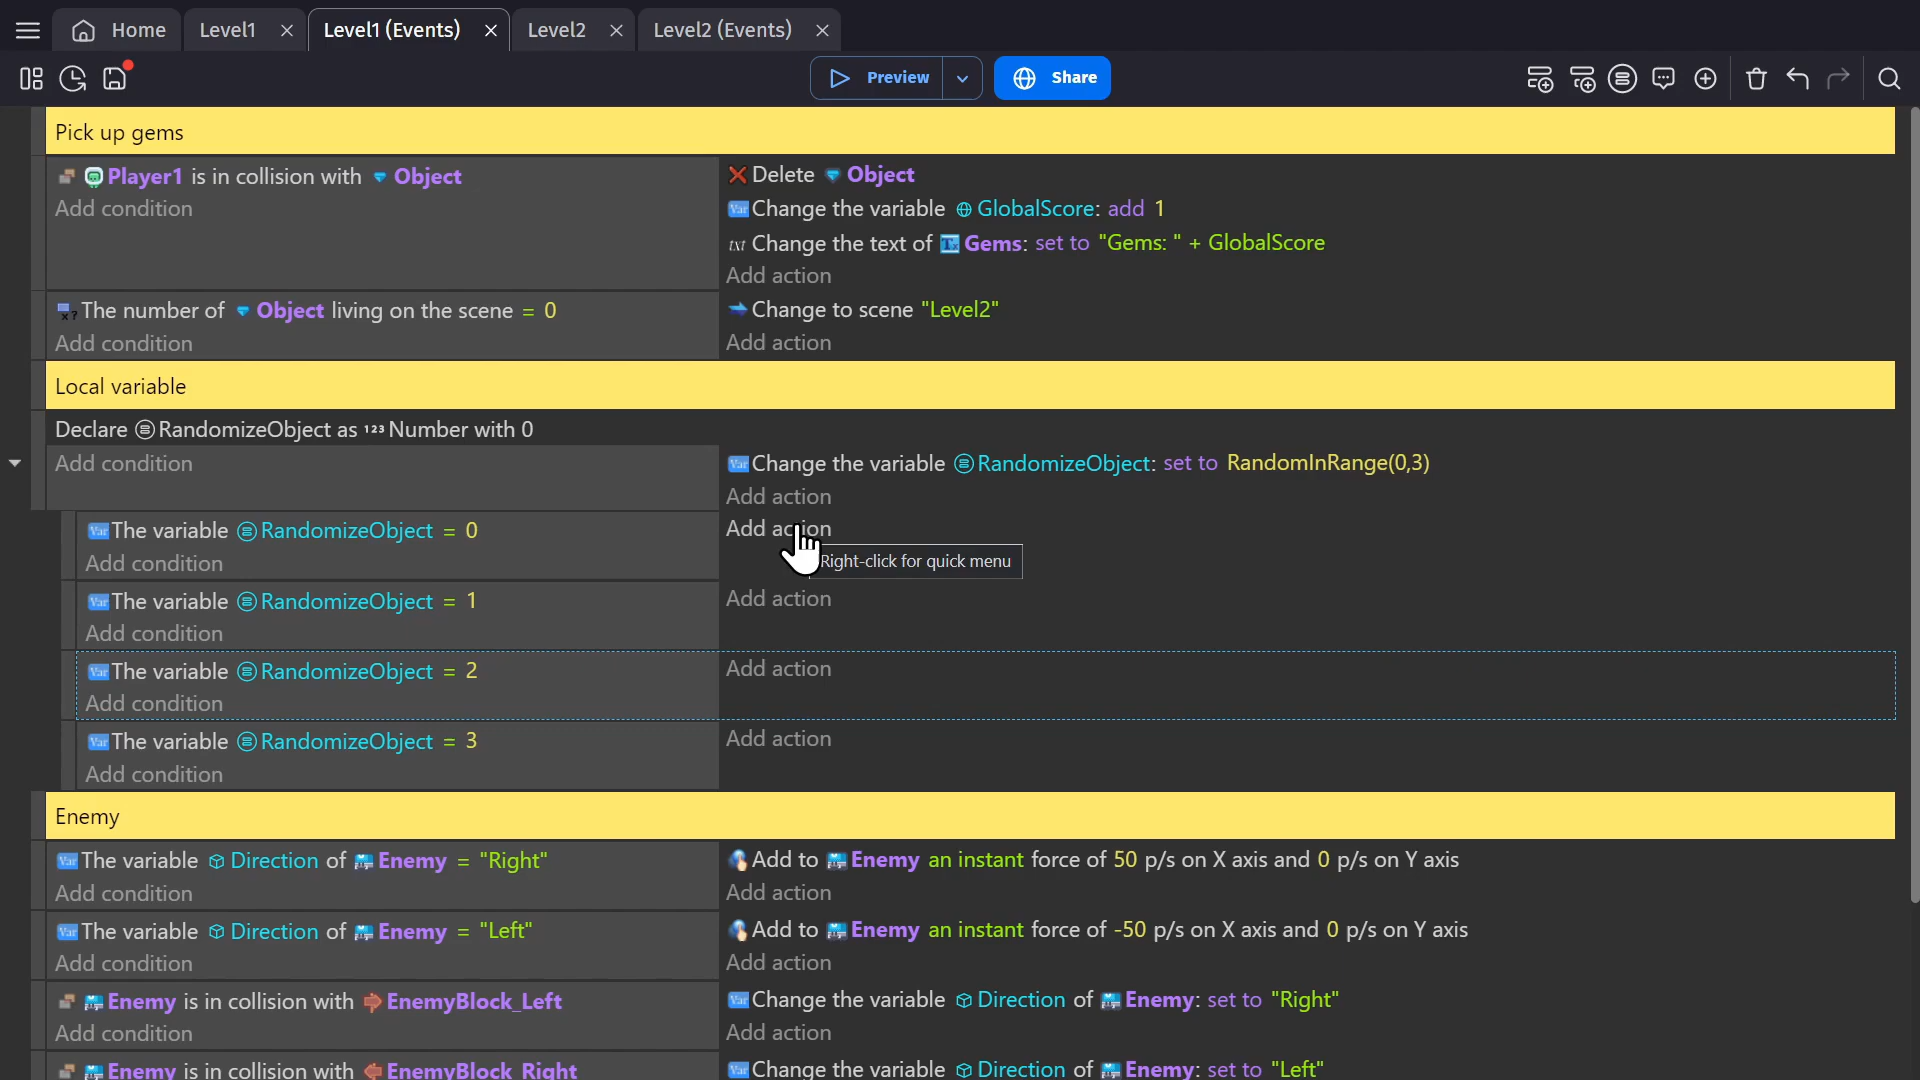 Home Level1 Level1 (Events) Level2 Level2 (Events)
Preview Share
Pick up gems
Player1 is in collision with Object
Add condition
Delete Object
Change the variable GlobalScore: add 1
Change the text of Gems: set to "Gems: " + GlobalScore
Add action
The number of Object living on the scene = 0
Add condition
Change to scene "Level2"
Add action
Local variable
Declare RandomizeObject as 123 Number with 0
Add condition
Change the variable RandomizeObject: set to RandomInRange(0,3)
Add action
The variable RandomizeObject = 0
Add condition
Add action
Right-click for quick menu
The variable RandomizeObject = 1
Add condition
Add action
The variable RandomizeObject = 2
Add condition
Add action
The variable RandomizeObject = 3
Add condition
Add action
Enemy
The variable Direction of Enemy = "Right"
Add condition
Add to Enemy an instant force of 50 p/s on X axis and 0 p/s on Y axis
Add action
The variable Direction of Enemy = "Left"
Add condition
Add to Enemy an instant force of -50 p/s on X axis and 0 p/s on Y axis
Add action
Enemy is in collision with EnemyBlock_Left
Add condition
Change the variable Direction of Enemy: set to "Right"
Add action
Enemy is in collision with EnemyBlock_Right
Change the variable Direction of Enemy: set to "Left"